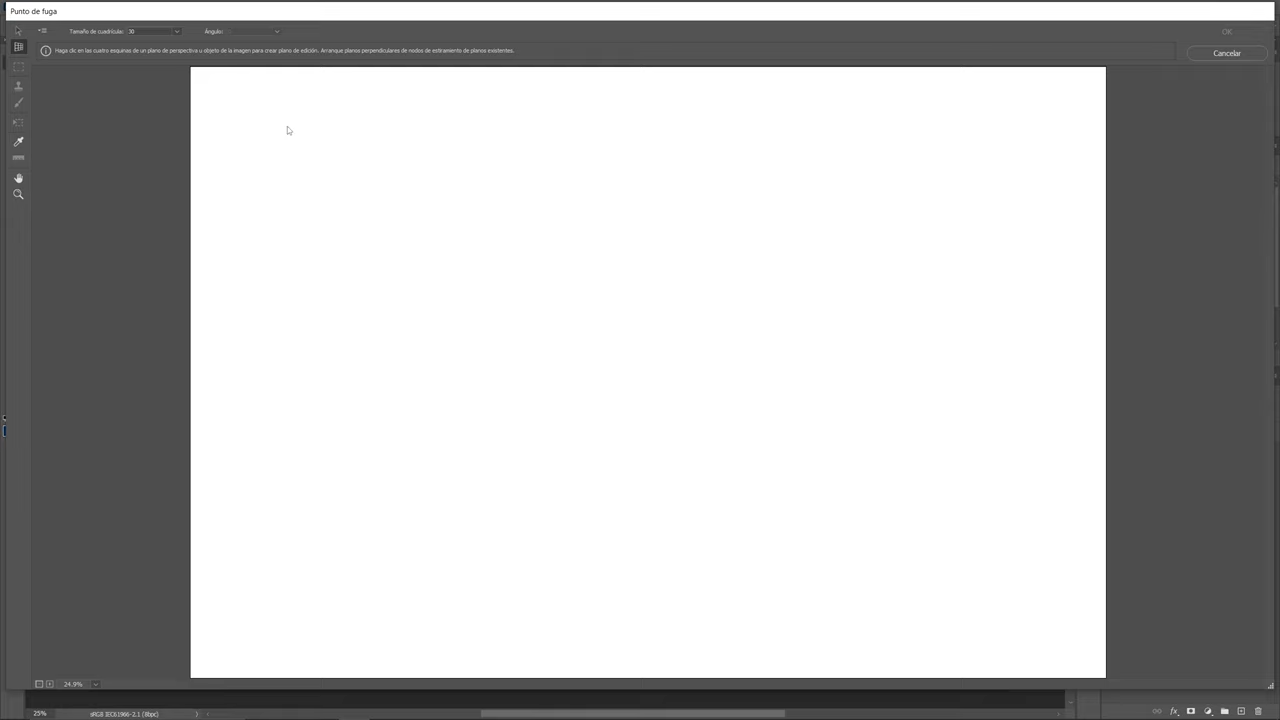 Punto de fuga
Tamaño de cuadrícula: 30 Ángulo:
OK
Haga clic en las cuatro esquinas de un plano de perspectiva u objeto de la imagen para crear plano de edición. Arranque planos perpendiculares de nodos de estiramiento de planos existentes.
Cancelar
24.9%
25% sRGB IEC61966-2.1 (8bpc)
fx